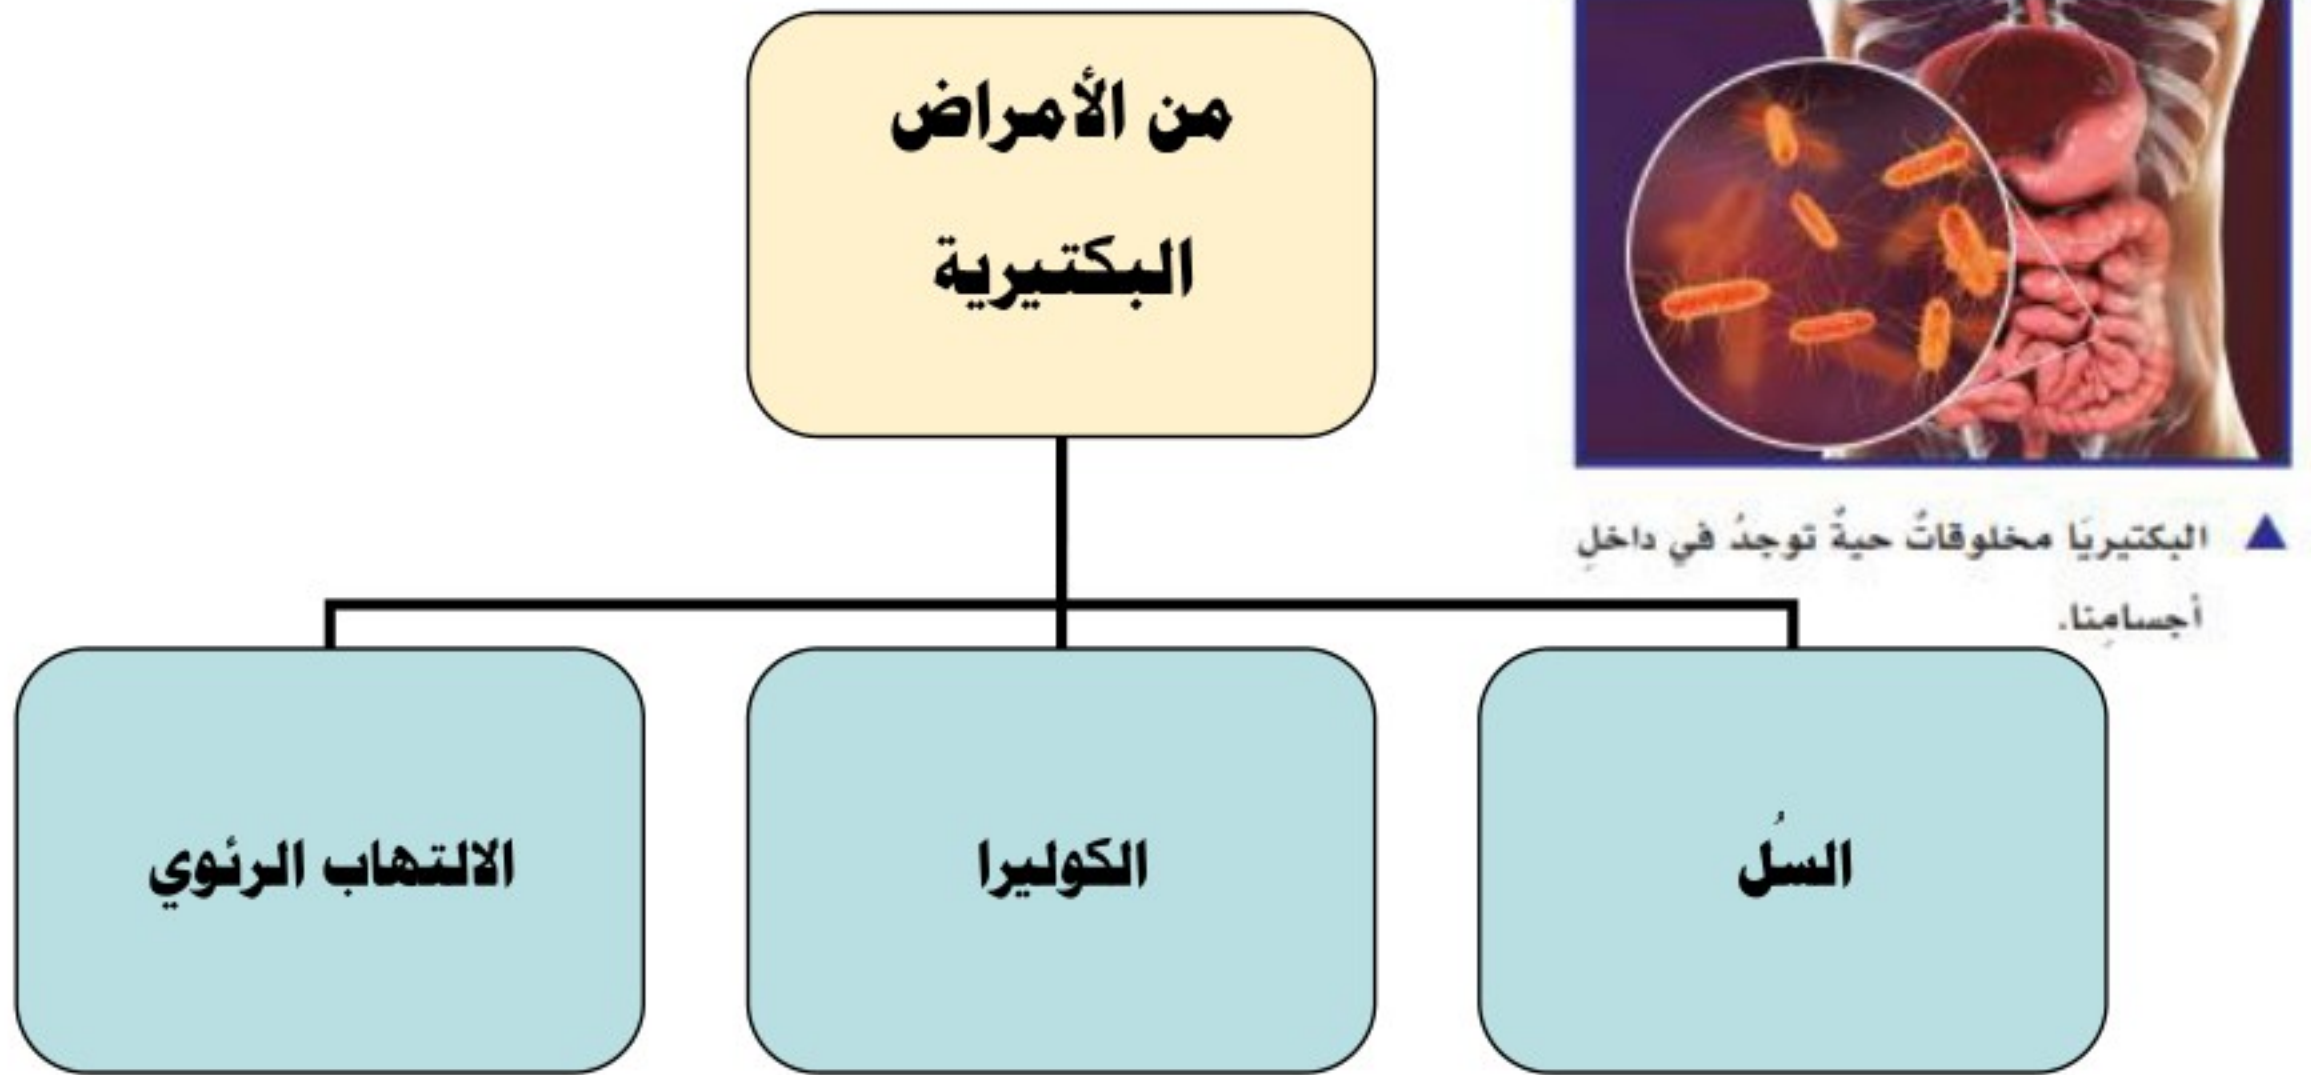 من الأمراض
البكتيرية
البكتيريَا مخلوقاتٌ حيةٌ توجدُ في داخلِ
أجسامِنا.
السُل
الكوليرا
الالتهاب الرئوي